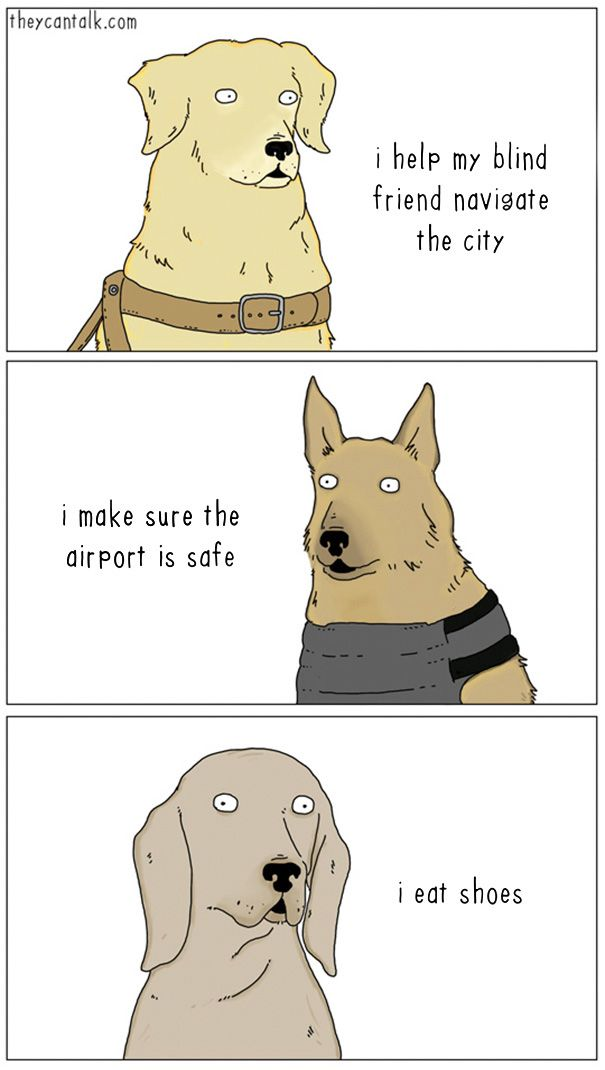 theycantalk.com
i help my blind
friend navigate
the city
i make sure the
airport is safe
i eat shoes